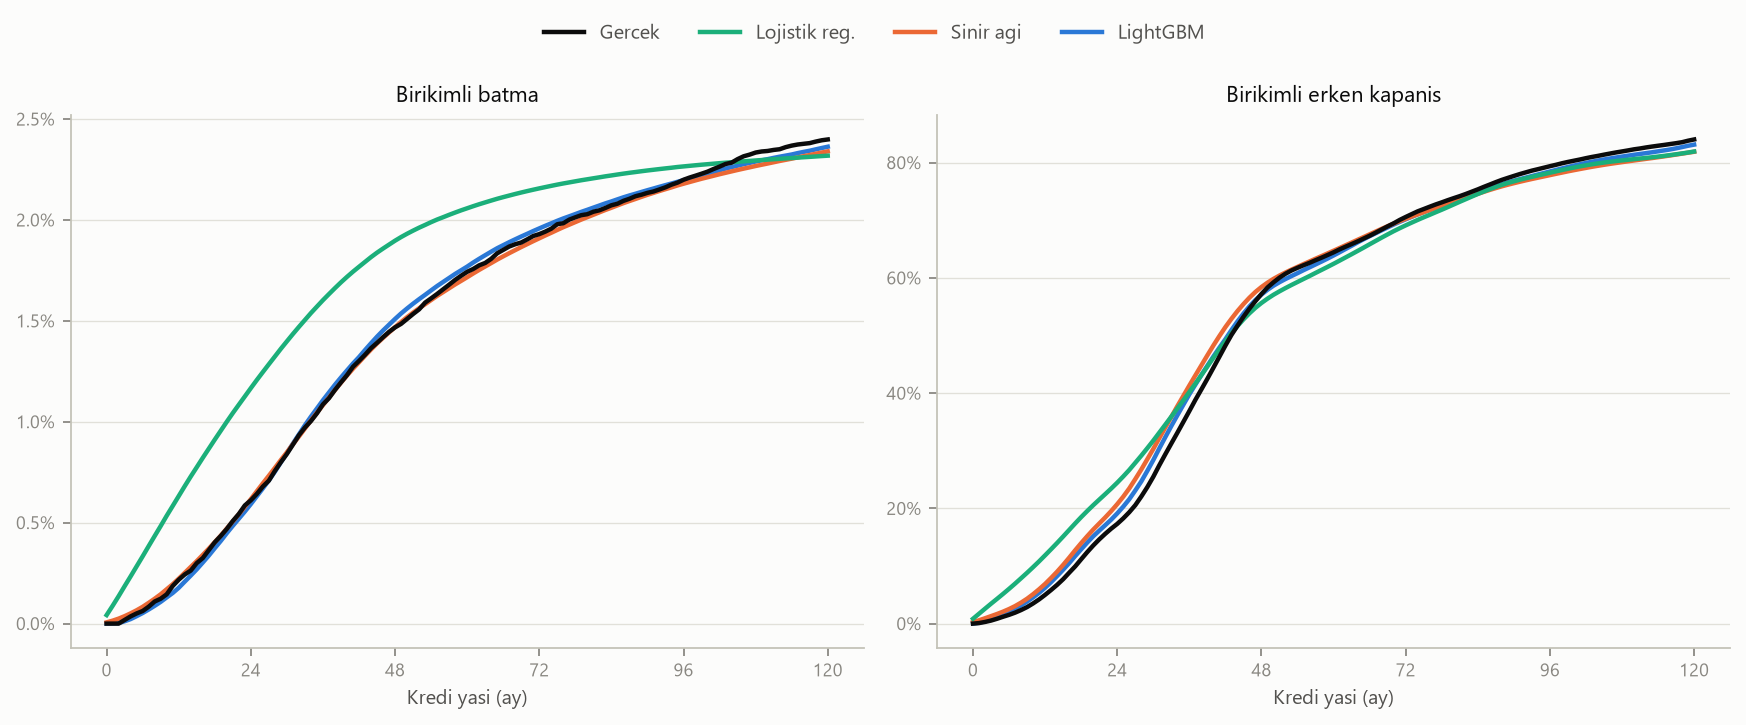 Gercek Lojistik reg. Sinir agi LightGBM
Birikimli batma
2.5%
2.0%
1.5%
1.0%
0.5%
0.0%
0 24 48 72 96 120
Kredi yasi (ay)
Birikimli erken kapanis
80%
60%
40%
20%
0%
0 24 48 72 96 120
Kredi yasi (ay)